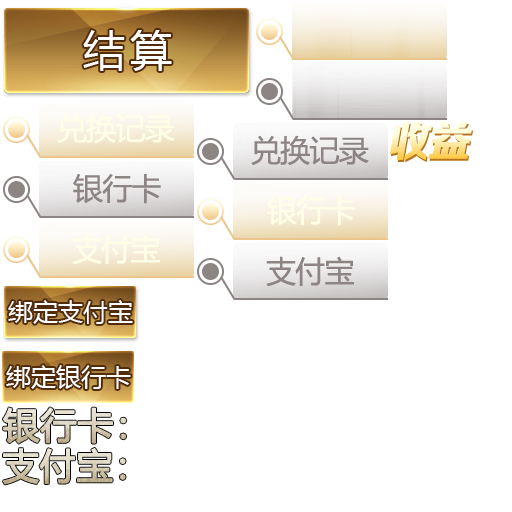 结算
兑换记录
兑换记录
收益
银行卡
银行卡
支付宝
支付宝
绑定支付宝
绑定银行卡
银行卡：
支付宝：